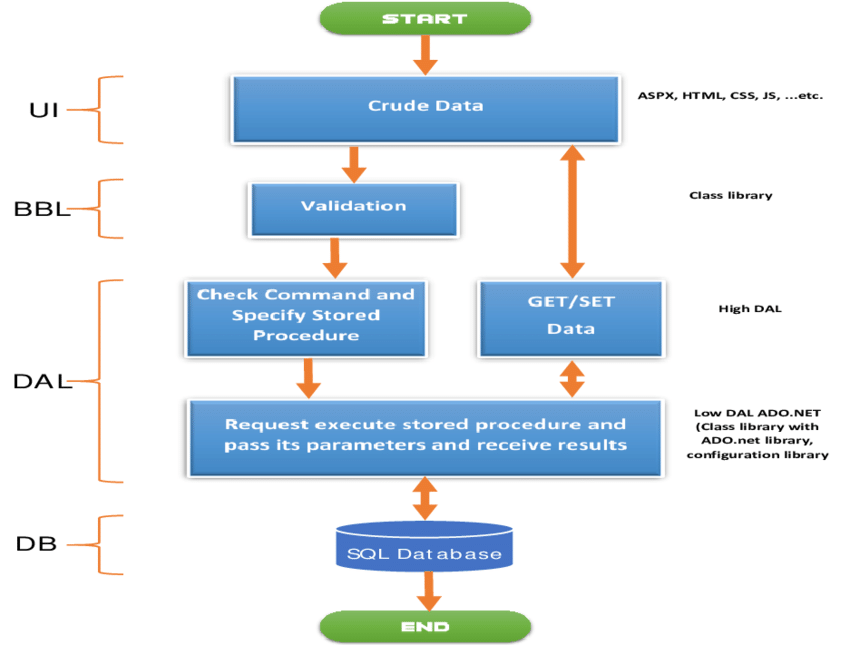 START
UI
Crude Data
ASPX, HTML, CSS, JS, ...etc.
BBL
Validation
Class library
DAL
Check Command and
Specify Stored
Procedure
GET/SET
Data
High DAL
Request execute stored procedure and
pass its parameters and receive results
Low DAL ADO.NET
(Class library with
ADO.net library,
configuration library
DB
SQL Database
END